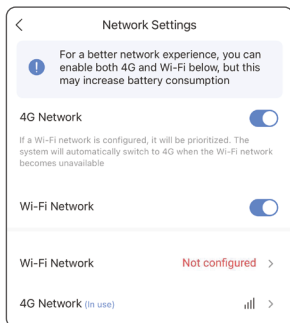 Network Settings
For a better network experience, you can
enable both 4G and Wi-Fi below, but this
may increase battery consumption
4G Network
If a Wi-Fi network is configured, it will be prioritized. The
system will automatically switch to 4G when the Wi-Fi network
becomes unavailable
Wi-Fi Network
Wi-Fi Network Not configured
4G Network (In use)